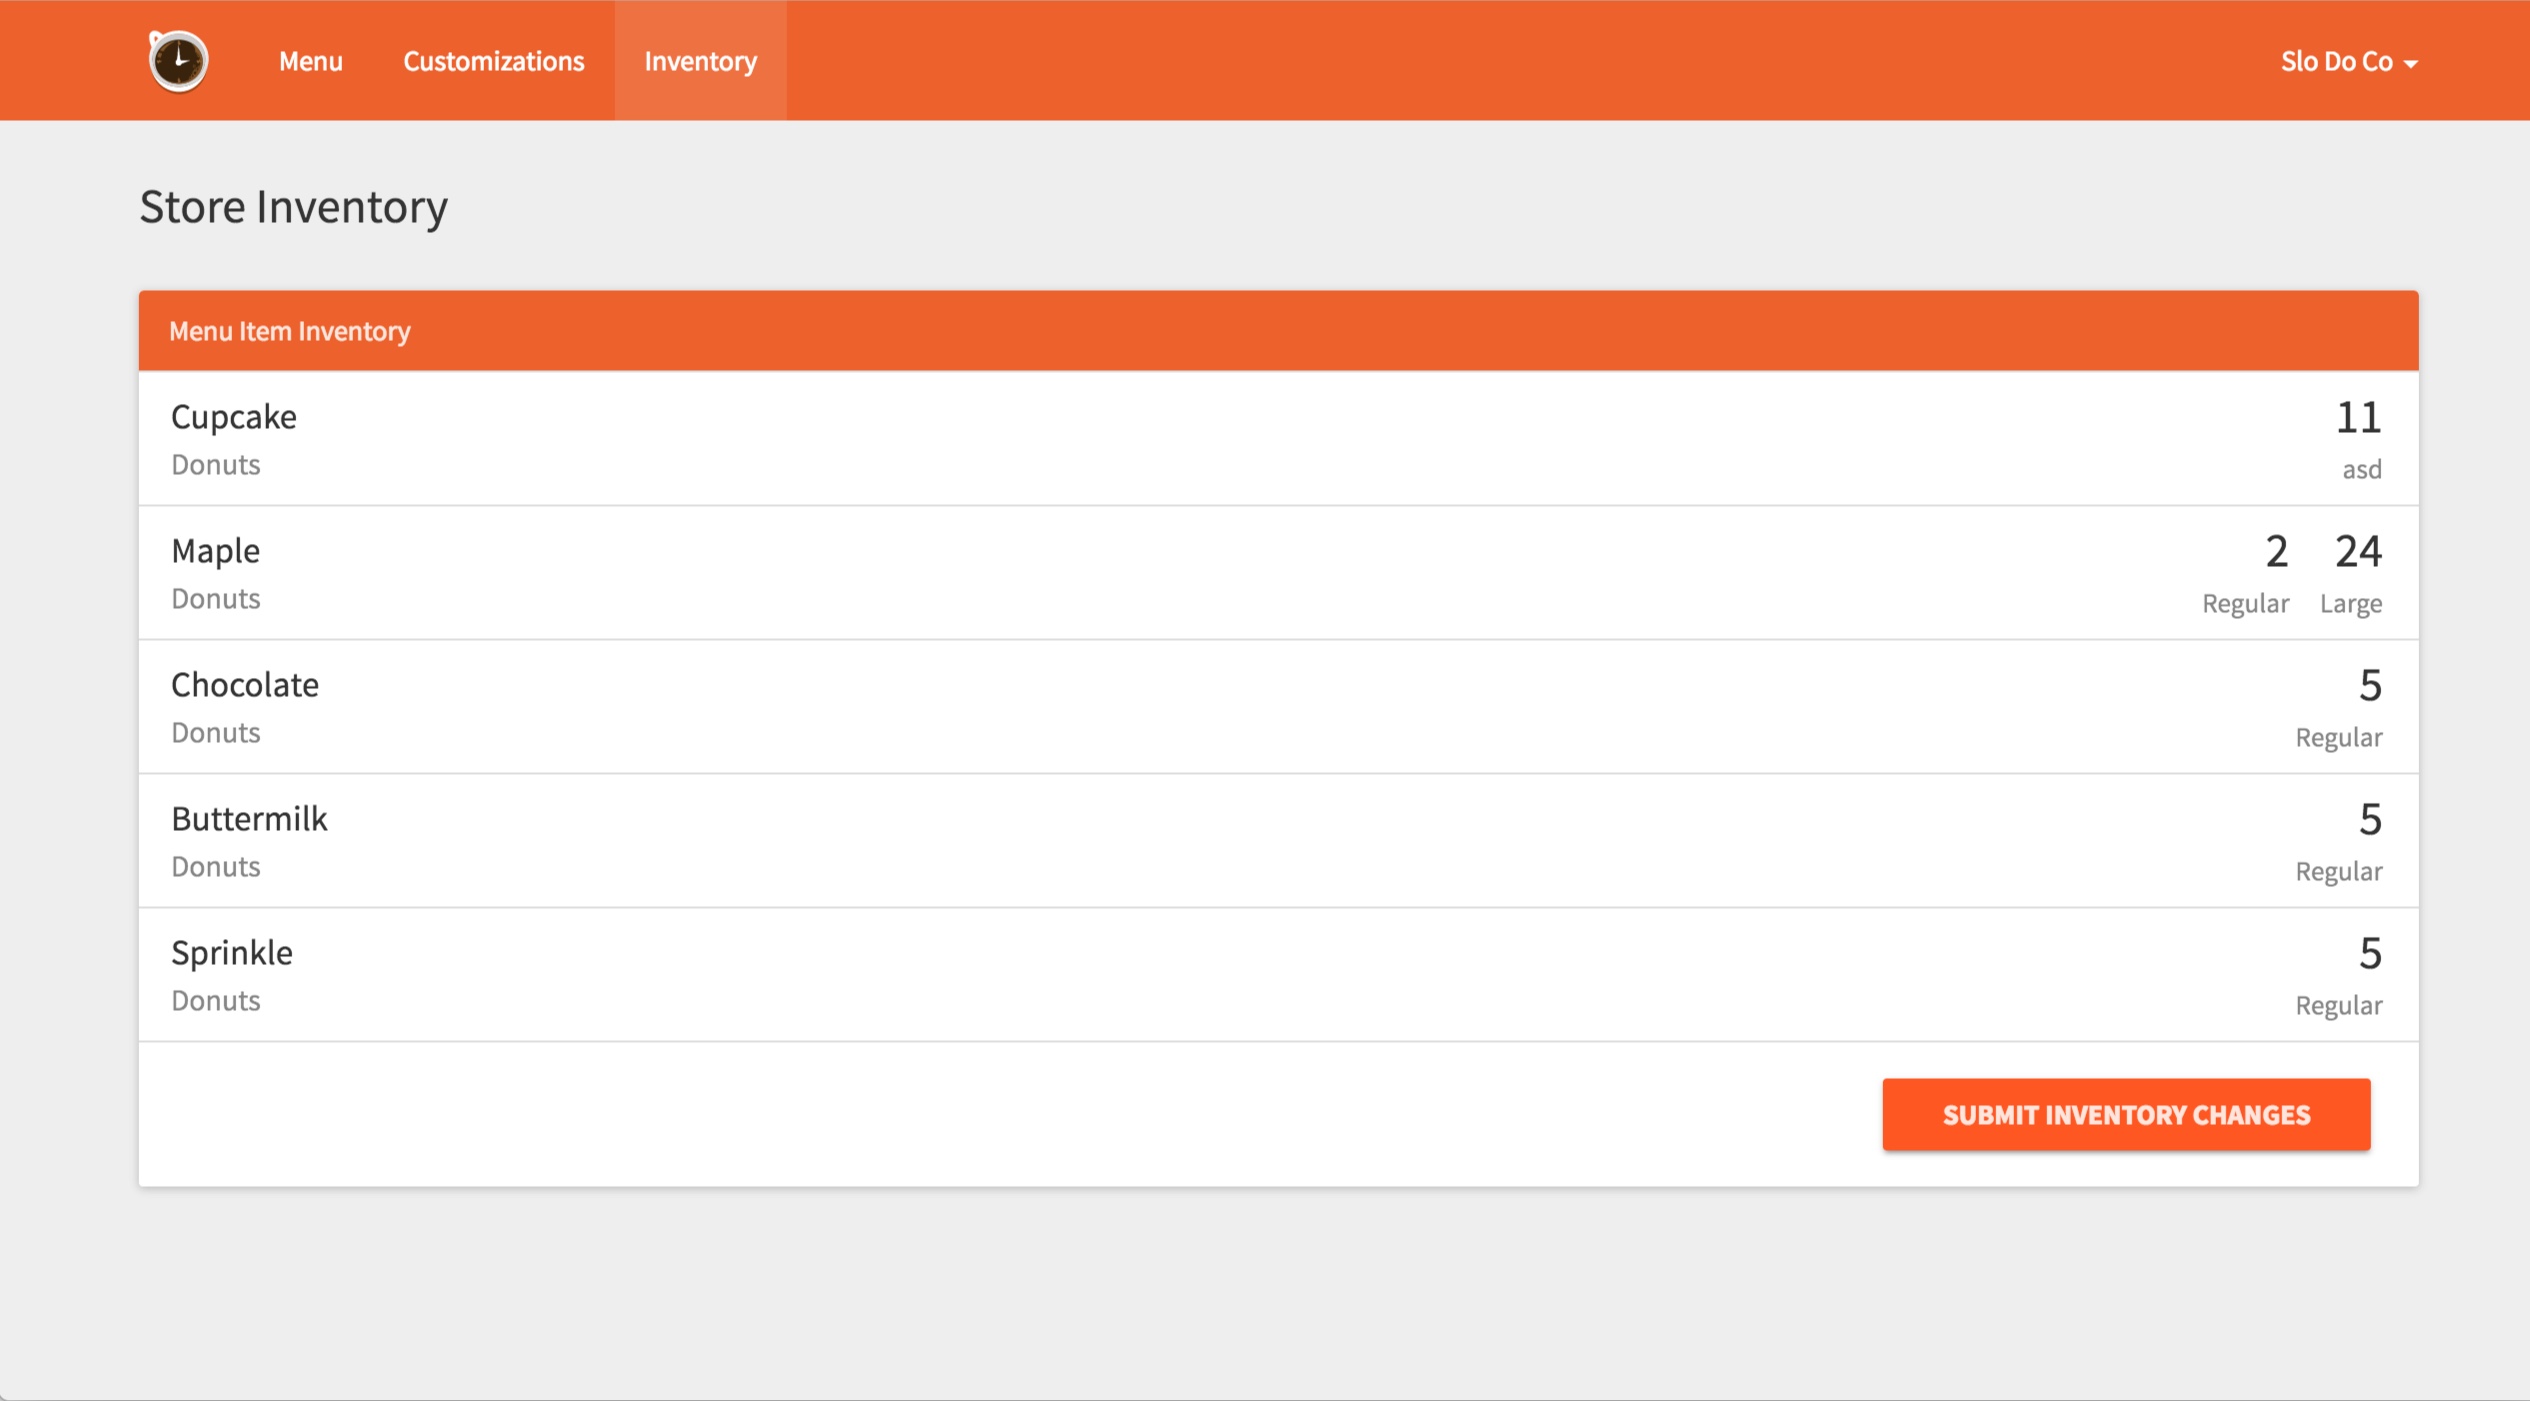 Menu Customizations Inventory Slo Do Co
Store Inventory
Menu Item Inventory
Cupcake 11
Donuts asd
Maple 2 24
Donuts Regular Large
Chocolate 5
Donuts Regular
Buttermilk 5
Donuts Regular
Sprinkle 5
Donuts Regular
SUBMIT INVENTORY CHANGES